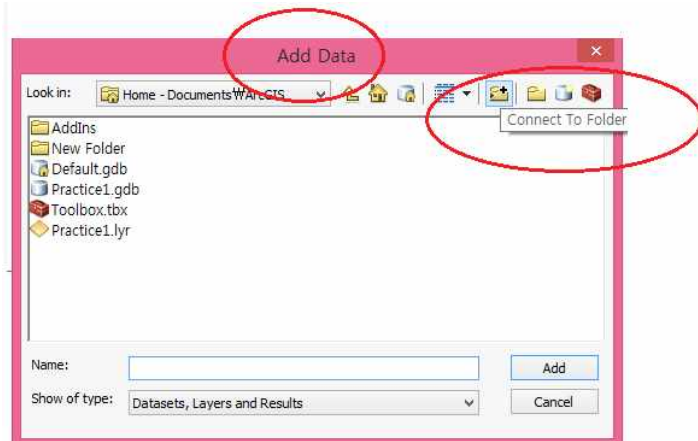 Add Data
Look in:
Home - Documents₩ArcGIS
Connect To Folder
AddIns
New Folder
Default.gdb
Practice1.gdb
Toolbox.tbx
Practice1.lyr
Name:
Add
Show of type:
Datasets, Layers and Results
Cancel